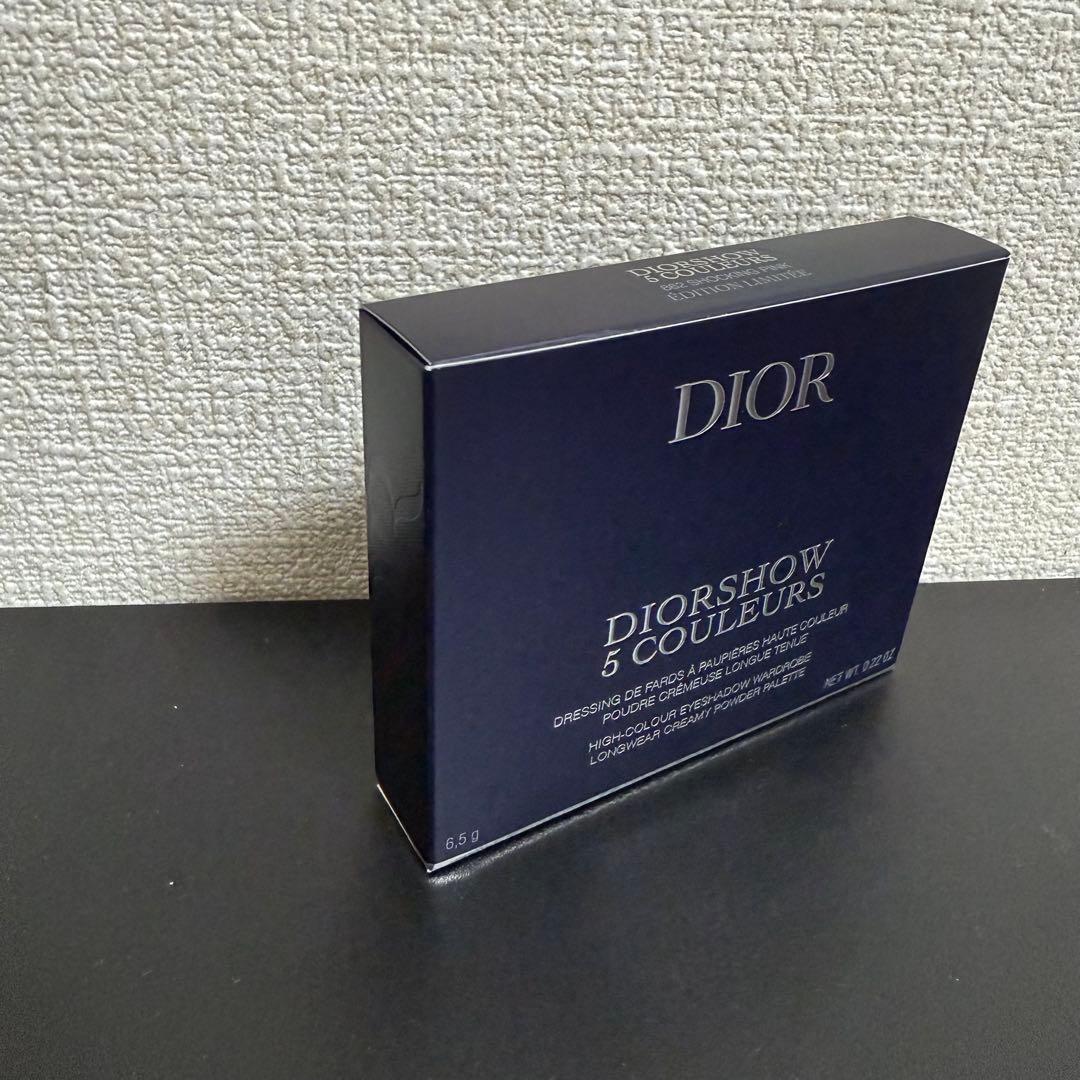 DIORSHOW
5 COULEURS
SHOCKING PINK
ÉDITION LIMITÉE
DIOR
DIORSHOW
5 COULEURS
DRESSING DE FARDS À PAUPIÈRES HAUTE COULEUR
POUDRE CRÉMEUSE LONGUE TENUE
HIGH-COLOUR EYESHADOW WARDROBE
LONGWEAR CREAMY POWDER PALETTE
NET WT. 0.22 OZ
6,5 g